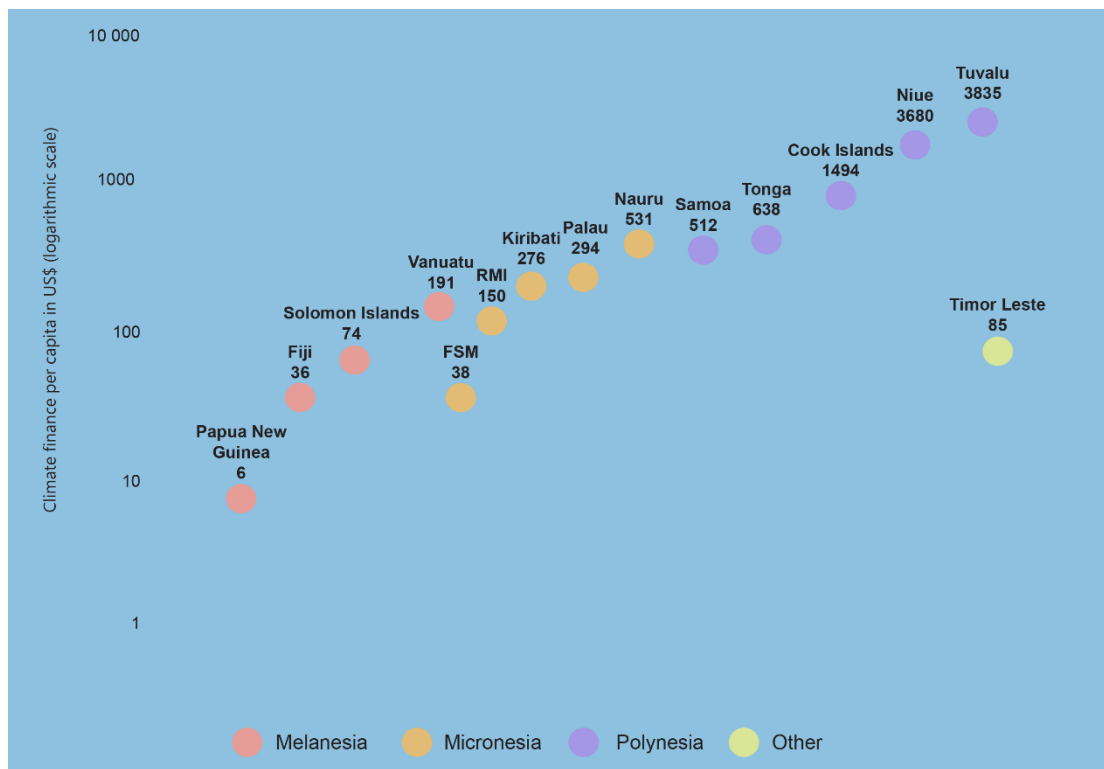 10 000
Tuvalu
3835
Niue
3680
Cook Islands
1494
1000
Tonga
638
Samoa
512
Nauru
531
Palau
294
Kiribati
276
Vanuatu
191
RMI
150
100
Solomon Islands
74
Timor Leste
85
Fiji
36
FSM
38
Papua New
Guinea
6
10
1
Climate finance per capita in US$ (logarithmic scale)
Melanesia
Micronesia
Polynesia
Other